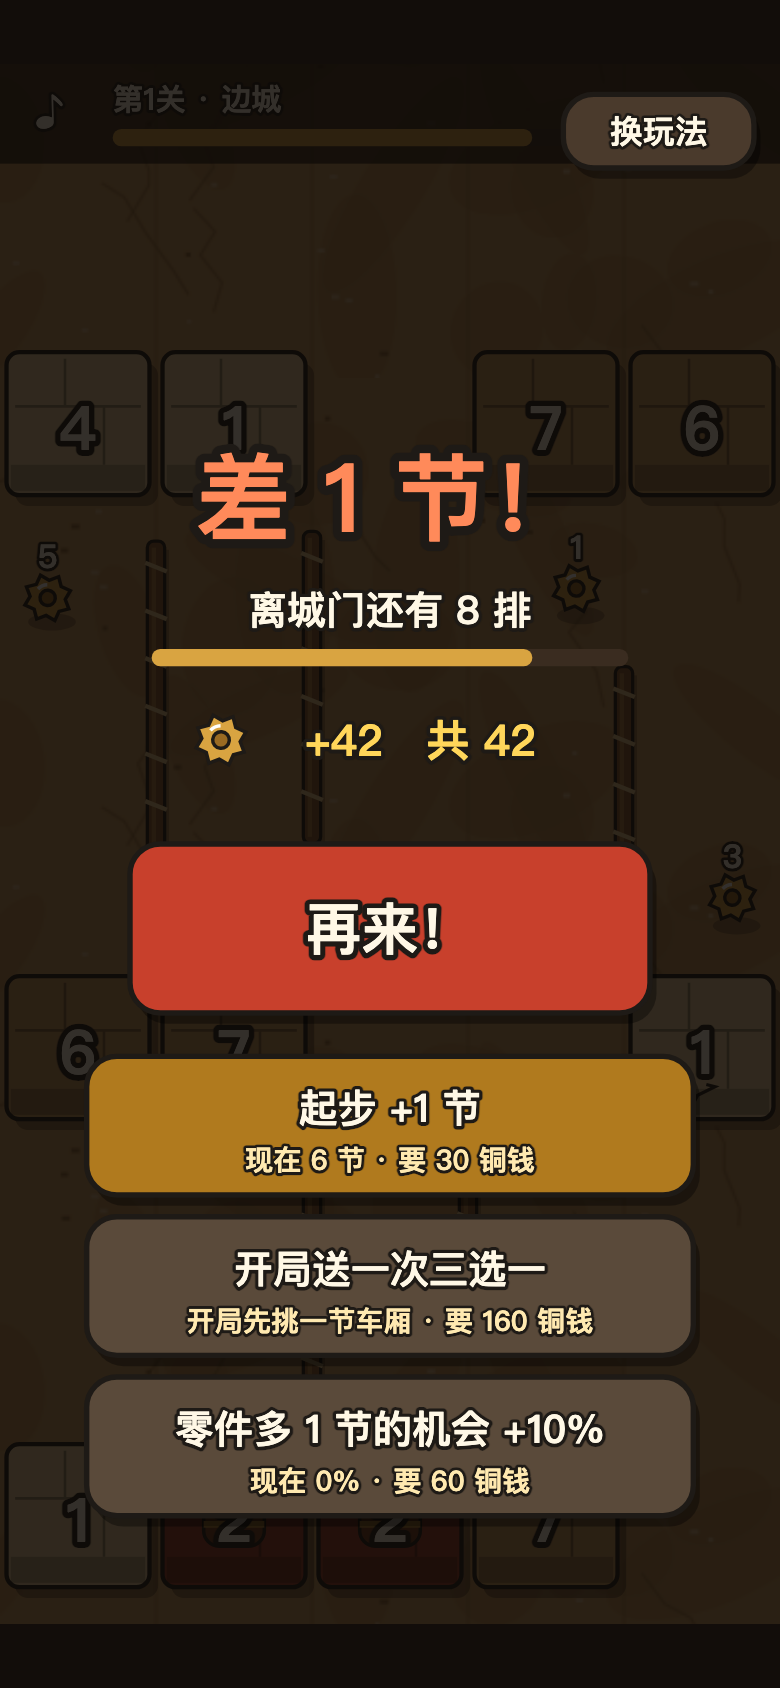 第1关 · 边城
换玩法
4 1 7 6
差 1 节!
5 1
离城门还有 8 排
+42 共 42
3
再来!
6 7 1
起步 +1 节
现在 6 节 · 要 30 铜钱
开局送一次三选一
开局先挑一节车厢 · 要 160 铜钱
零件多 1 节的机会 +10%
现在 0% · 要 60 铜钱
1 2 2 7